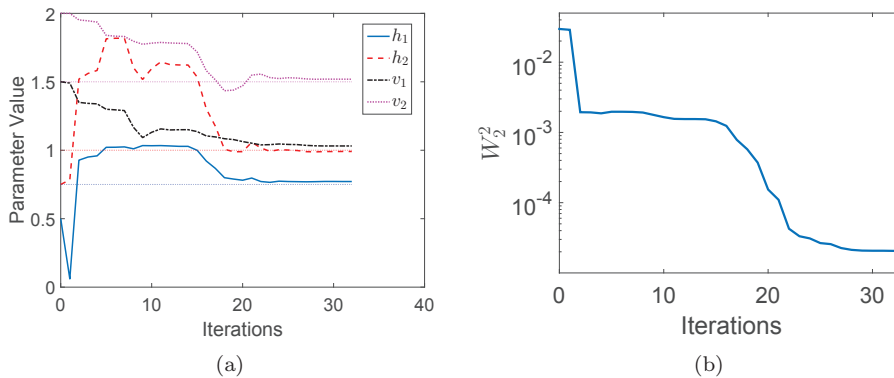 2
1.5
1
0.5
0
Parameter Value
h₁
h₂
v₁
v₂
0 10 20 30 40
Iterations
(a)
10⁻²
10⁻³
10⁻⁴
W₂²
0 10 20 30
Iterations
(b)